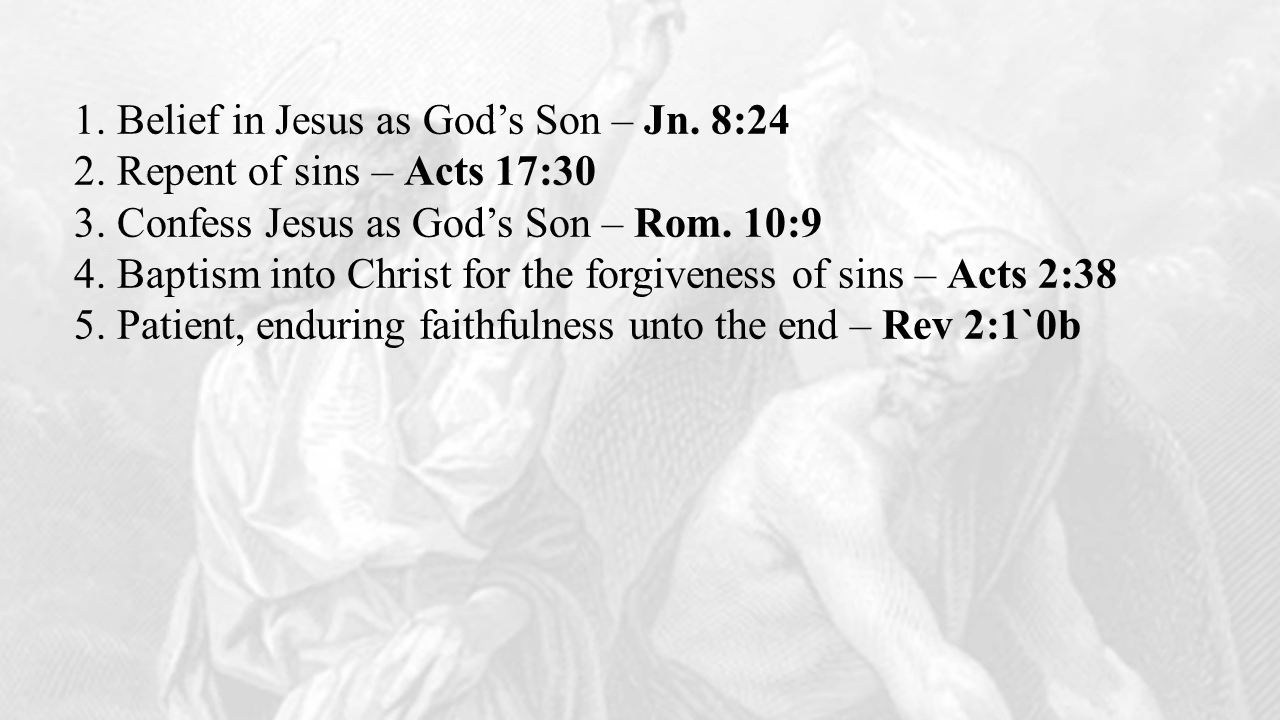 1. Belief in Jesus as God’s Son – Jn. 8:24
2. Repent of sins – Acts 17:30
3. Confess Jesus as God’s Son – Rom. 10:9
4. Baptism into Christ for the forgiveness of sins – Acts 2:38
5. Patient, enduring faithfulness unto the end – Rev 2:1`0b